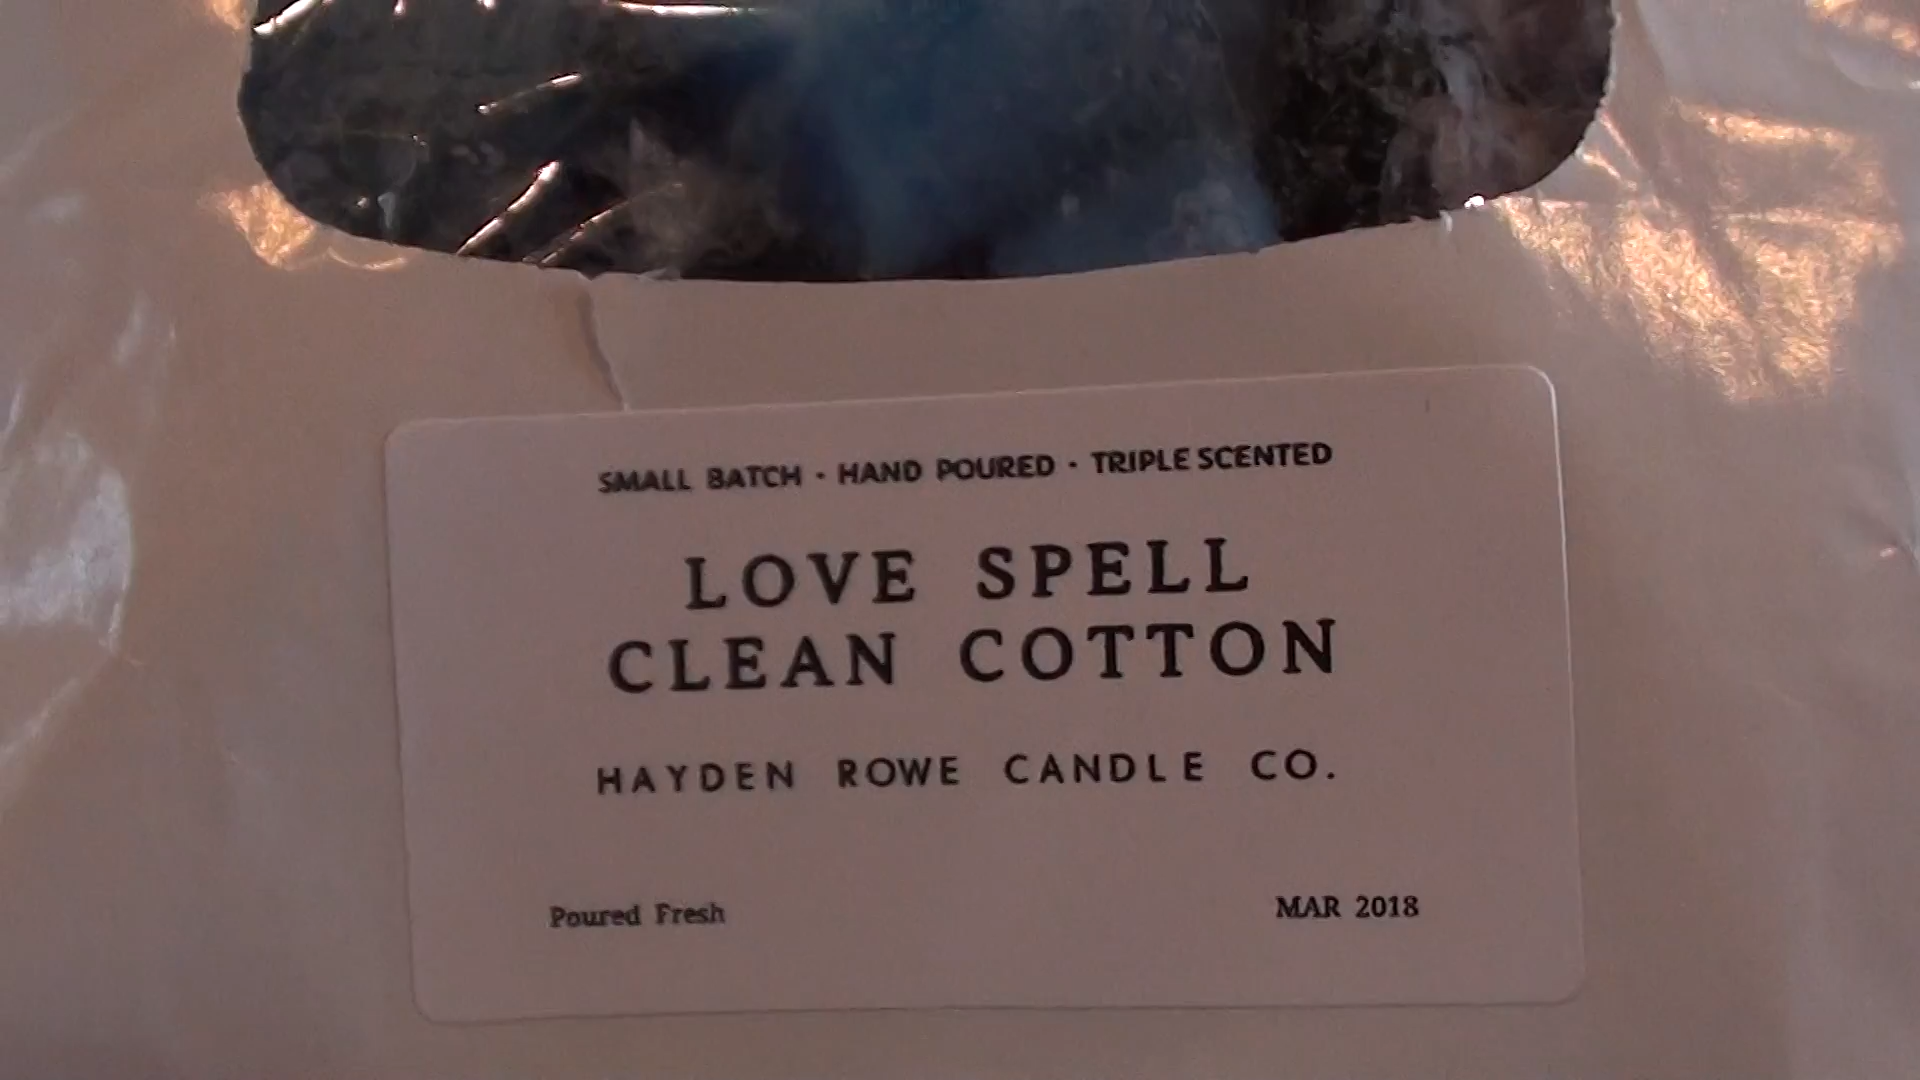 SMALL BATCH · HAND POURED · TRIPLE SCENTED
LOVE SPELL
CLEAN COTTON
HAYDEN ROWE CANDLE CO.
Poured Fresh MAR 2018